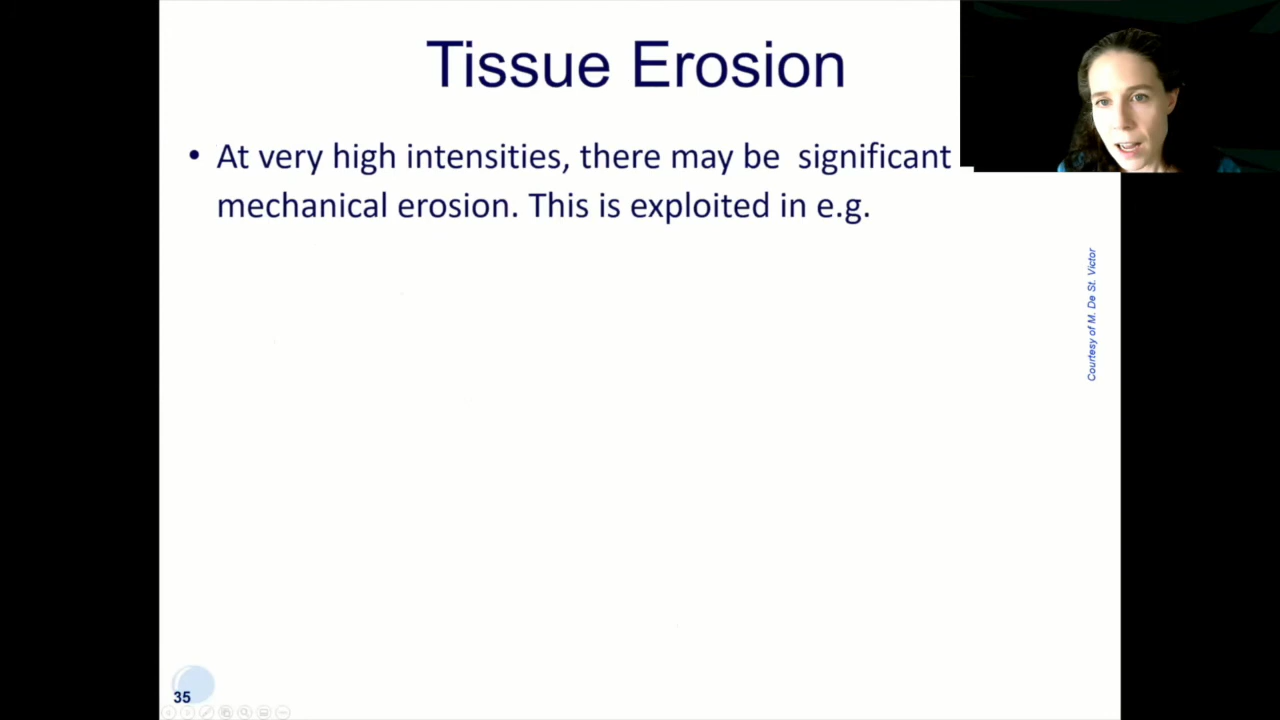 Tissue Erosion
• At very high intensities, there may be  significant
mechanical erosion. This is exploited in e.g.
Courtesy of M. De St. Victor
35